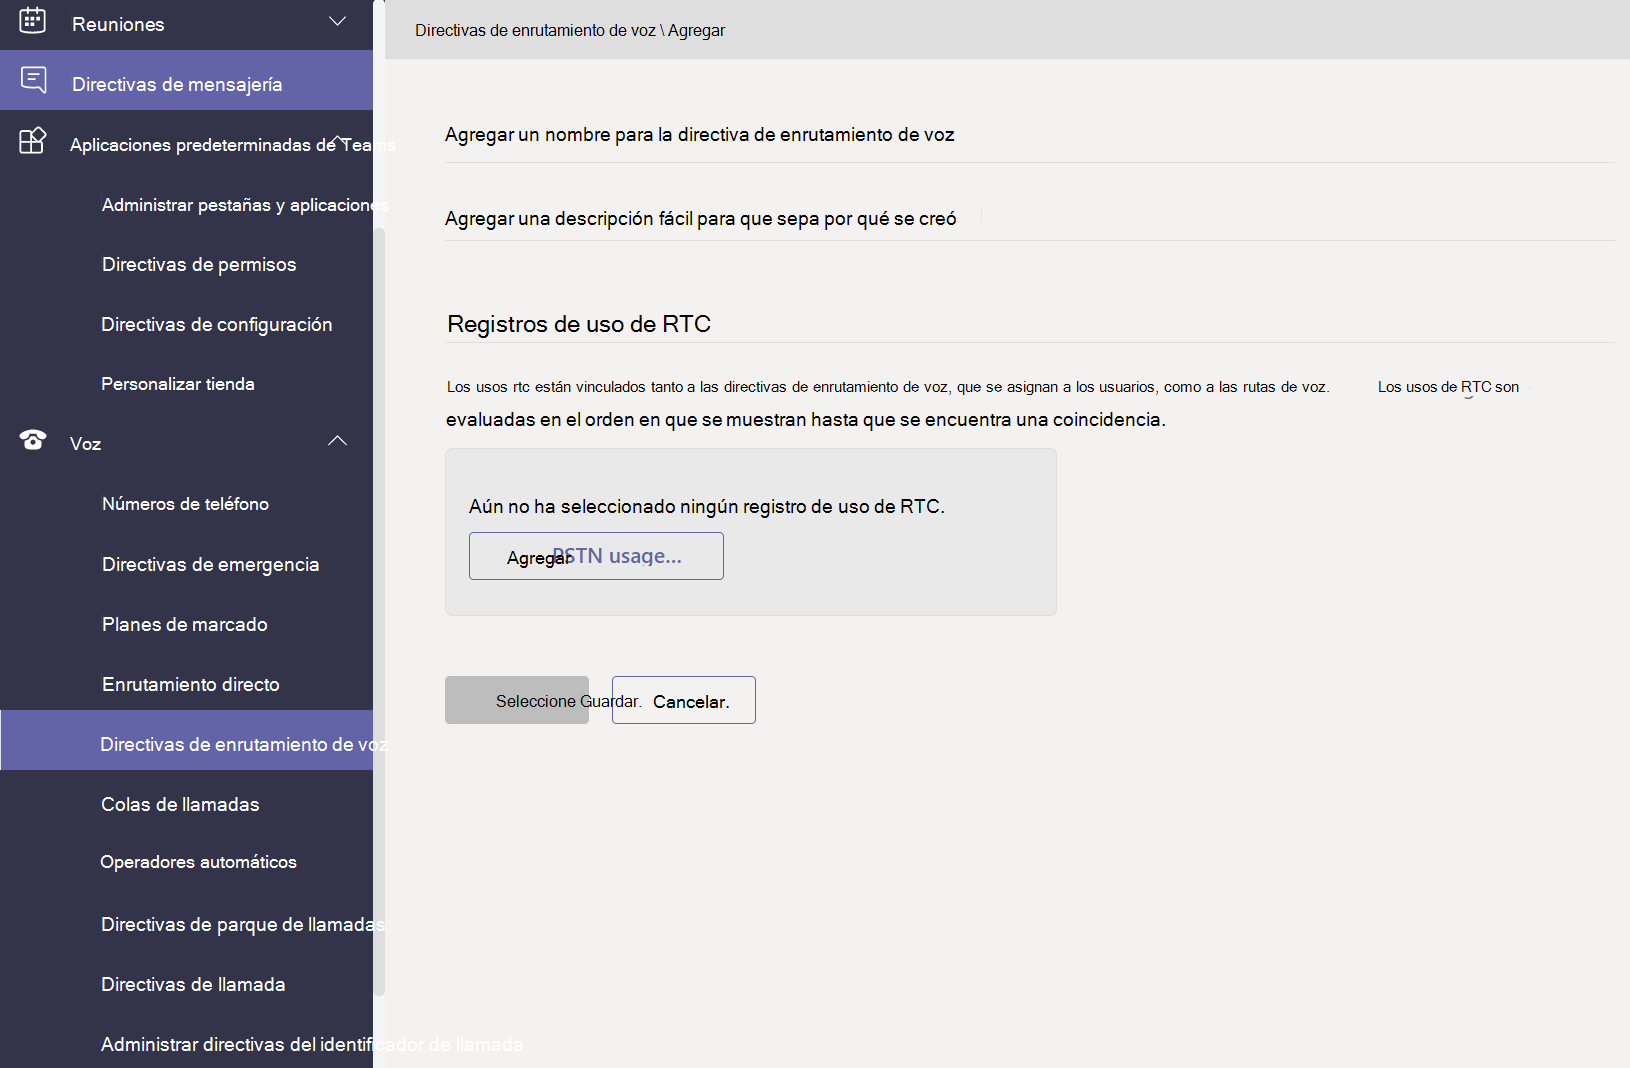 Reuniones
Directivas de mensajería
Aplicaciones predeterminadas de Teams
Administrar pestañas y aplicaciones
Directivas de permisos
Directivas de configuración
Personalizar tienda
Voz
Números de teléfono
Directivas de emergencia
Planes de marcado
Enrutamiento directo
Directivas de enrutamiento de voz
Colas de llamadas
Operadores automáticos
Directivas de parque de llamadas
Directivas de llamada
Administrar directivas del identificador de llamada
Directivas de enrutamiento de voz \ Agregar
Agregar un nombre para la directiva de enrutamiento de voz
Agregar una descripción fácil para que sepa por qué se creó
Registros de uso de RTC
Los usos rtc están vinculados tanto a las directivas de enrutamiento de voz, que se asignan a los usuarios, como a las rutas de voz. Los usos de RTC son
evaluadas en el orden en que se muestran hasta que se encuentra una coincidencia.
Aún no ha seleccionado ningún registro de uso de RTC.
Agregar PSTN usage...
Seleccione Guardar. Cancelar.